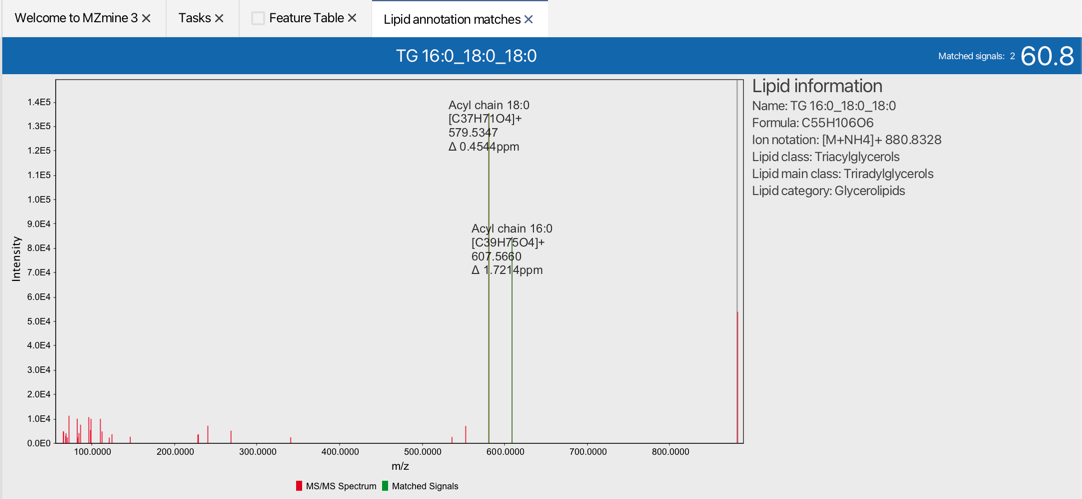 Welcome to MZmine 3 ✕ Tasks ✕ Feature Table ✕ Lipid annotation matches ✕
TG 16:0_18:0_18:0
Matched signals: 2 60.8
Lipid information
Name: TG 16:0_18:0_18:0
Formula: C55H106O6
Ion notation: [M+NH4]+ 880.8328
Lipid class: Triacylglycerols
Lipid main class: Triradylglycerols
Lipid category: Glycerolipids
Acyl chain 18:0
[C37H71O4]+
579.5347
Δ 0.4544ppm
Acyl chain 16:0
[C39H75O4]+
607.5660
Δ 1.7214ppm
Intensity
1.4E5
1.3E5
1.2E5
1.1E5
1.0E5
9.0E4
8.0E4
7.0E4
6.0E4
5.0E4
4.0E4
3.0E4
2.0E4
1.0E4
0.0E0
100.0000 200.0000 300.0000 400.0000 500.0000 600.0000 700.0000 800.0000
m/z
MS/MS Spectrum Matched Signals